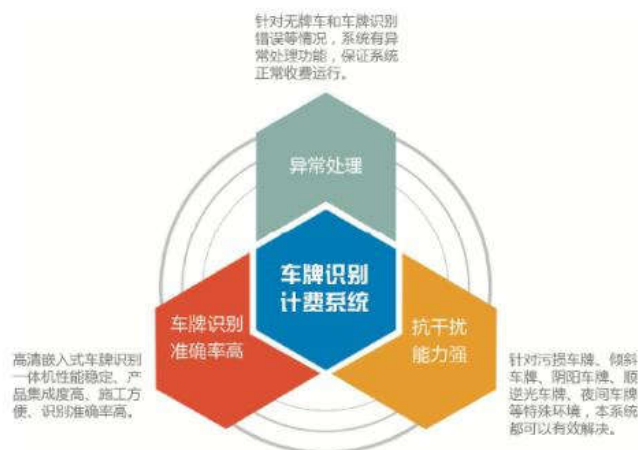 针对无牌车和车牌识别
错误等情况，系统有异
常处理功能，保证系统
正常收费运行。
异常处理
车牌识别
计费系统
车牌识别
准确率高
抗干扰
能力强
高清嵌入式车牌识别
一体机性能稳定、产
品集成度高、施工方
便、识别准确率高。
针对污损车牌、倾斜
车牌、阴阳车牌、顺
逆光车牌、夜间车牌
等特殊环境，本系统
都可以有效解决。